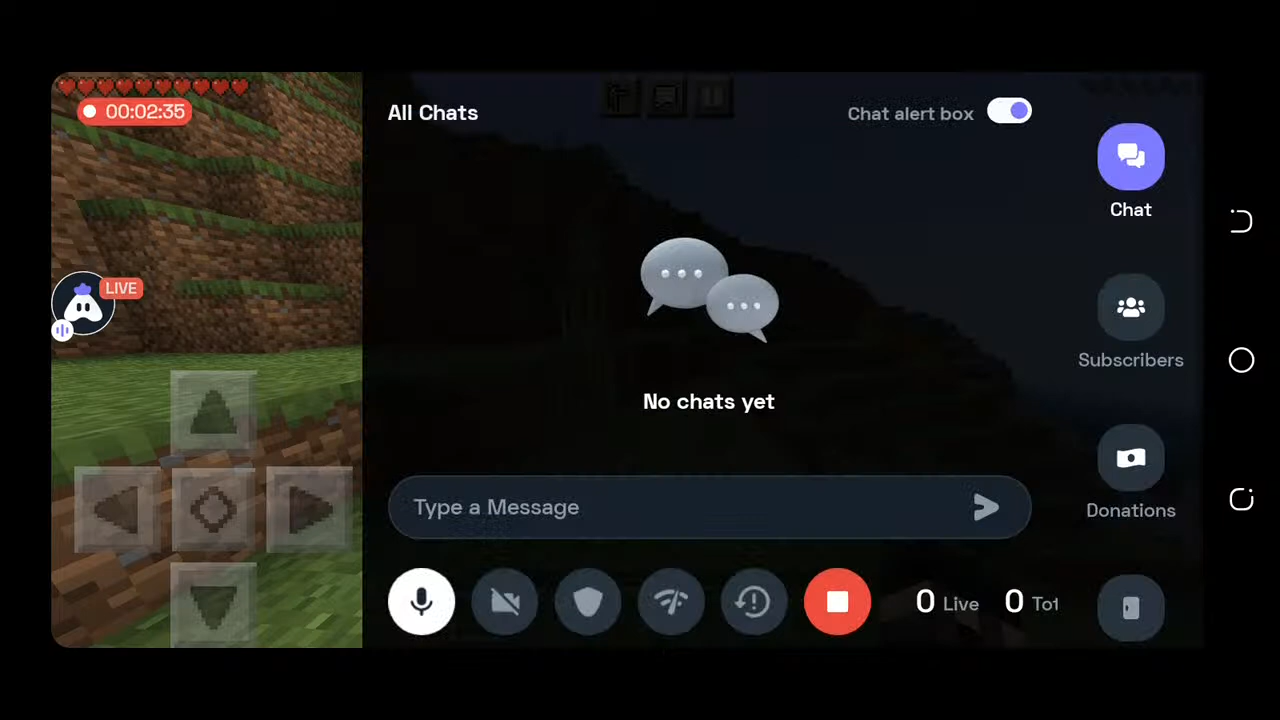 00:02:35
All Chats
Chat alert box
Chat
LIVE
Subscribers
No chats yet
Type a Message
Donations
0 Live
0 Tot